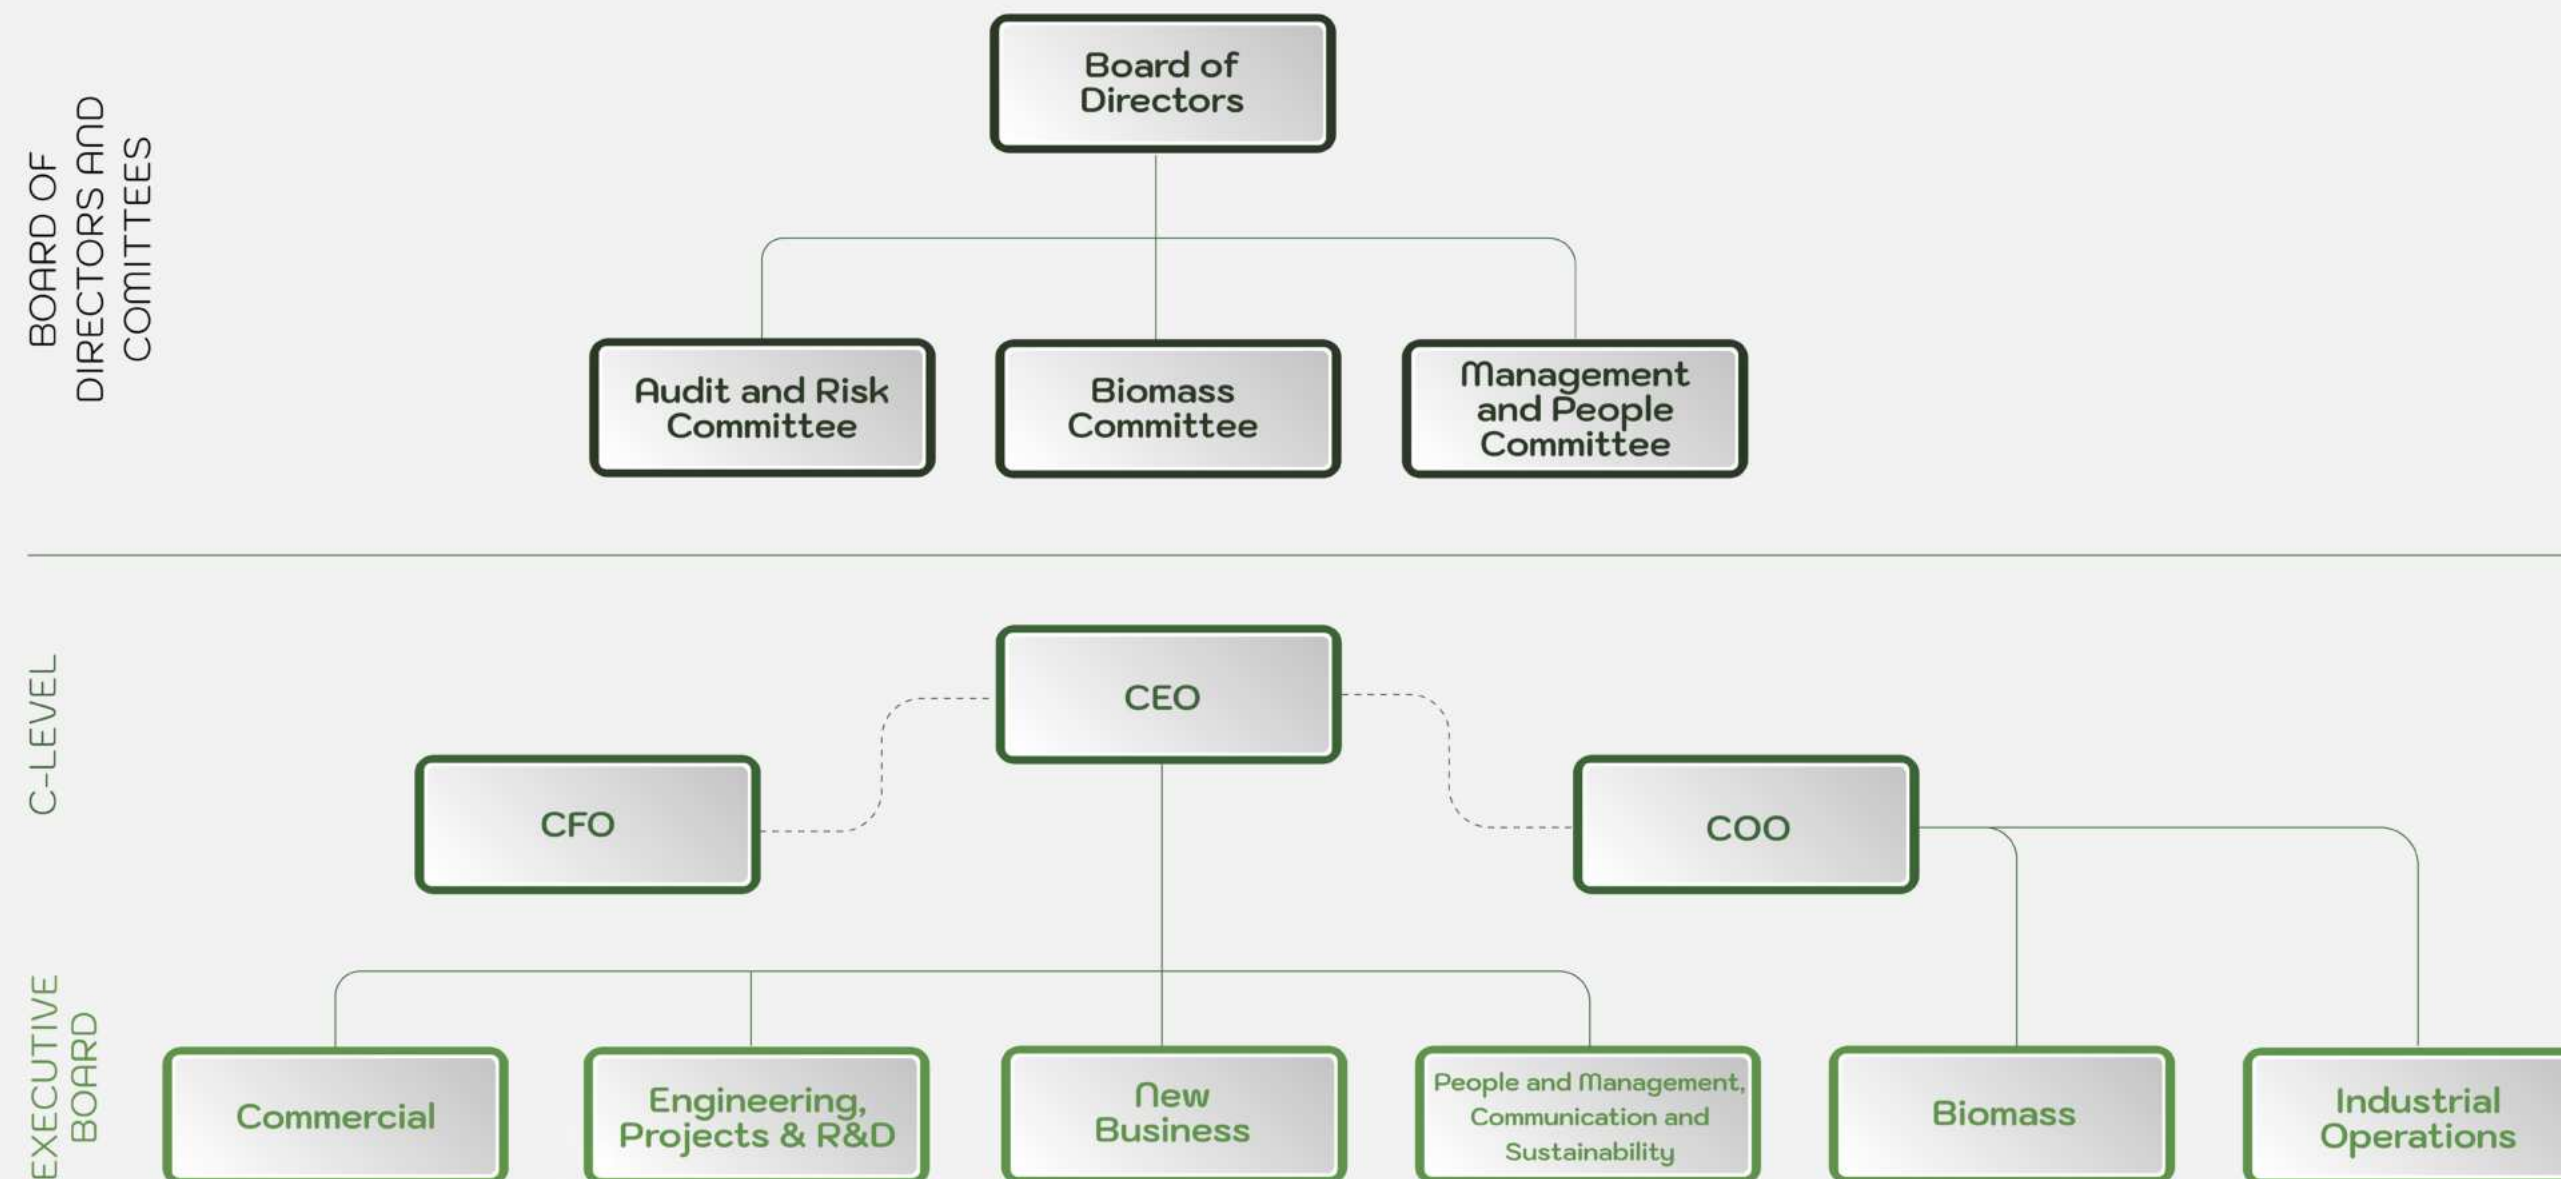 BOARD OF
DIRECTORS AND
COMITTEES
Board of
Directors
Audit and Risk
Committee
Biomass
Committee
Management
and People
Committee
C-LEVEL
CEO
CFO
COO
EXECUTIVE
BOARD
Commercial
Engineering,
Projects & R&D
New
Business
People and Management,
Communication and
Sustainability
Biomass
Industrial
Operations